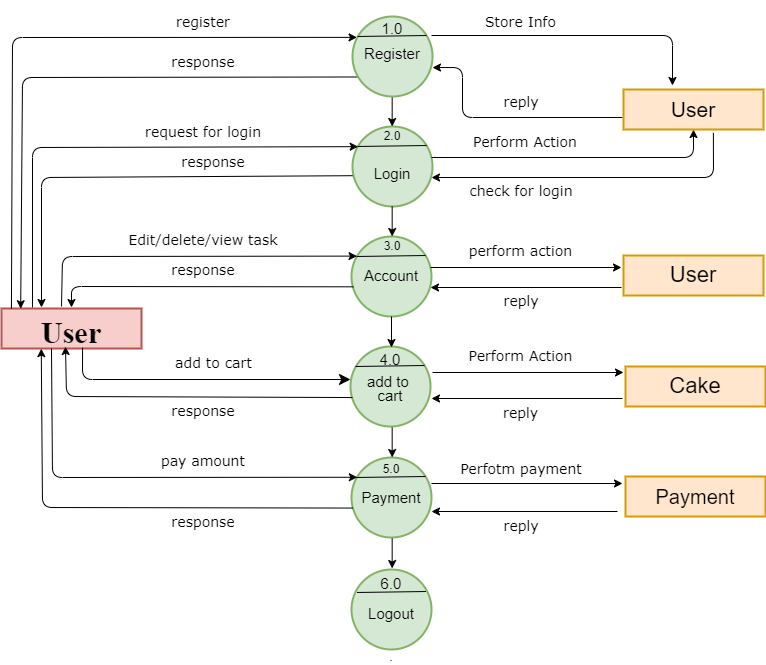 register
1.0
Store Info
Register
response
reply
User
request for login
2.0
Perform Action
response
Login
check for login
Edit/delete/view task
3.0
perform action
response
Account
User
reply
User
add to cart
4.0
Perform Action
add to
cart
Cake
response
reply
pay amount
5.0
Perfotm payment
Payment
Payment
response
reply
6.0
Logout